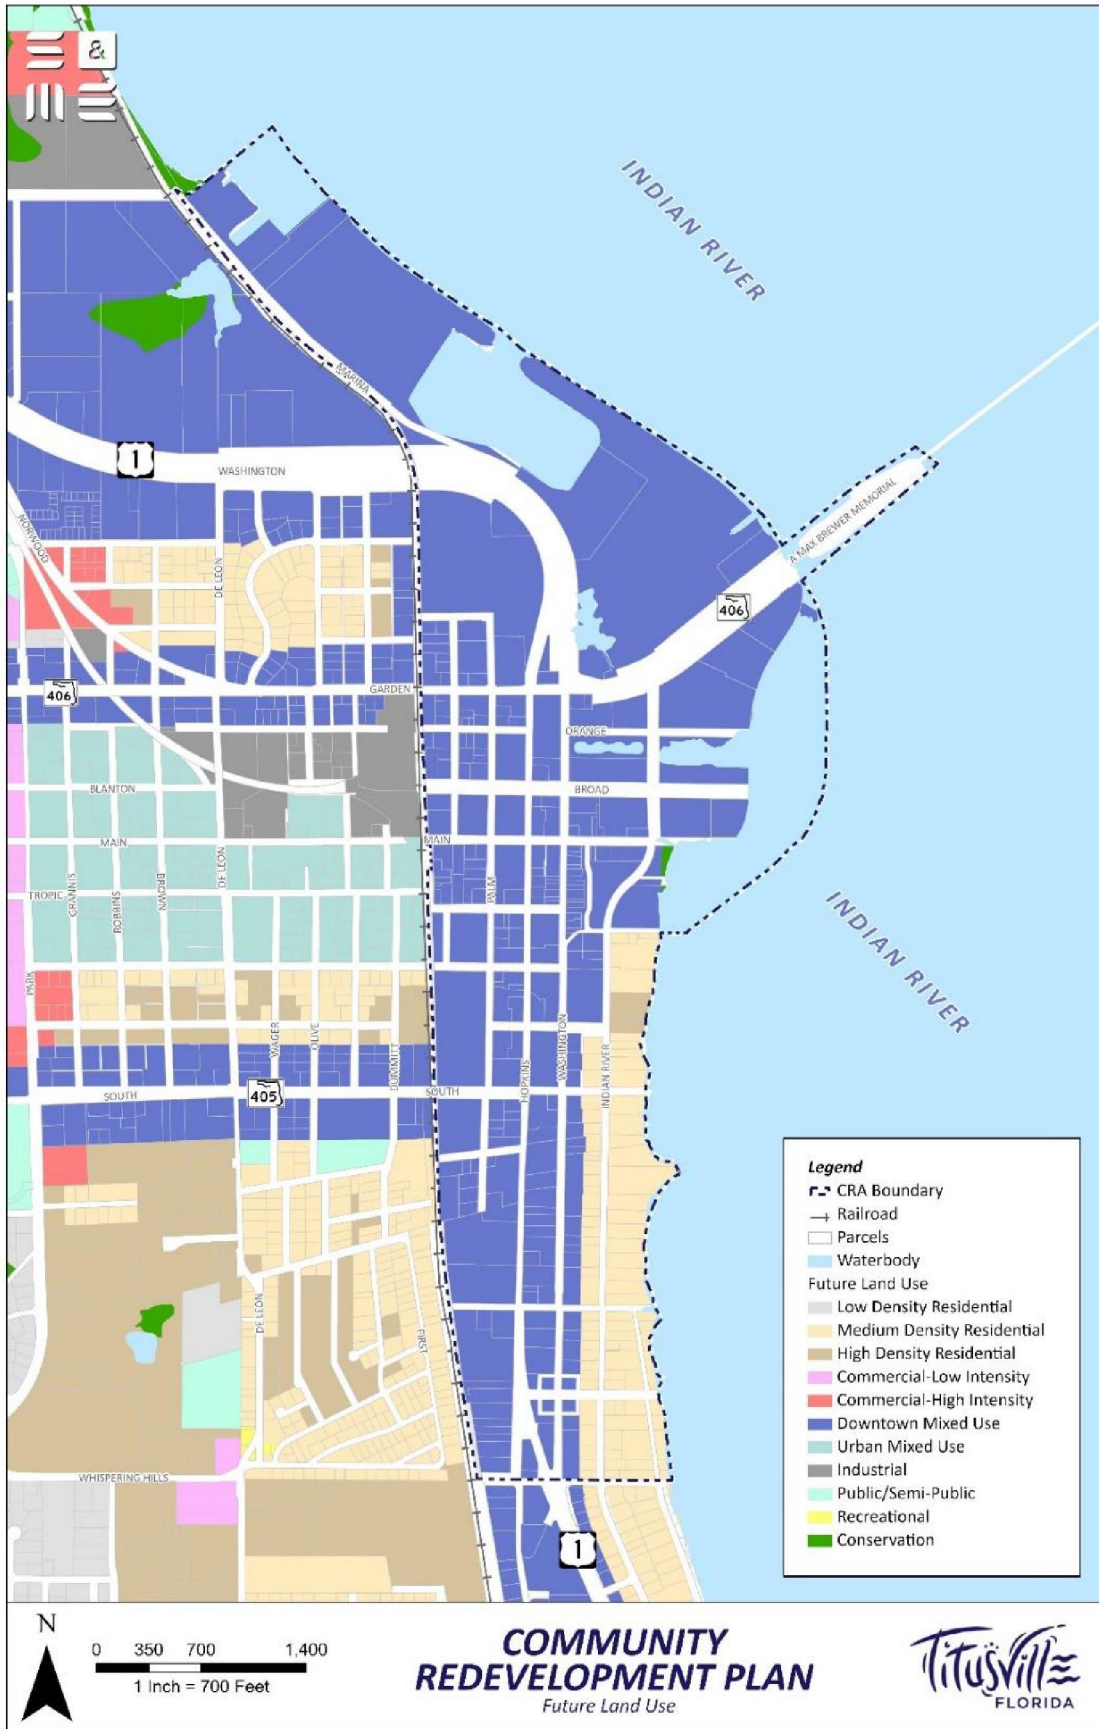 &
INDIAN RIVER
MARINA
1
WASHINGTON
A MAX BREWER MEMORIAL
NORWOOD
DE LEON
406
406
GARDEN
ORANGE
BLANTON
BROAD
MAIN
MAIN
DE LEON
TROPIC
GRANNIS
ROBBINS
BROWN
PALM
INDIAN RIVER
PARK
WAGER
OLIVE
DUMMITT
HOPKINS
WASHINGTON
INDIAN RIVER
SOUTH
405
SOUTH
DE LEON
FIRST
WHISPERING HILLS
1
Legend
CRA Boundary
Railroad
Parcels
Waterbody
Future Land Use
Low Density Residential
Medium Density Residential
High Density Residential
Commercial-Low Intensity
Commercial-High Intensity
Downtown Mixed Use
Urban Mixed Use
Industrial
Public/Semi-Public
Recreational
Conservation
N
0 350 700 1,400
1 Inch = 700 Feet
COMMUNITY
REDEVELOPMENT PLAN
Future Land Use
Titusville
FLORIDA